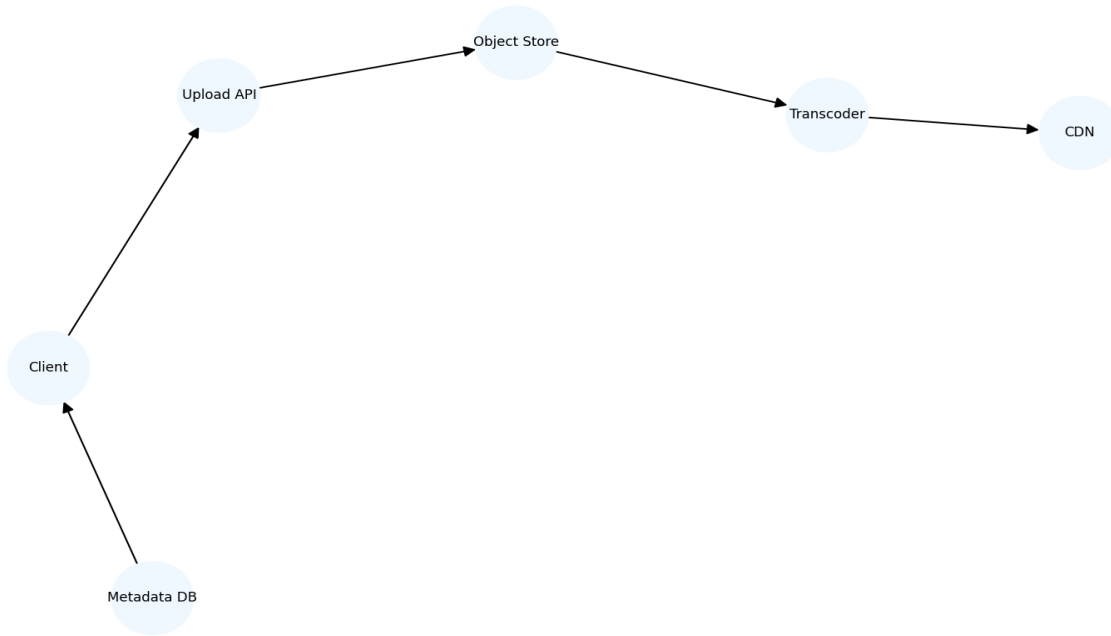 Object Store
Upload API
Transcoder
CDN
Client
Metadata DB